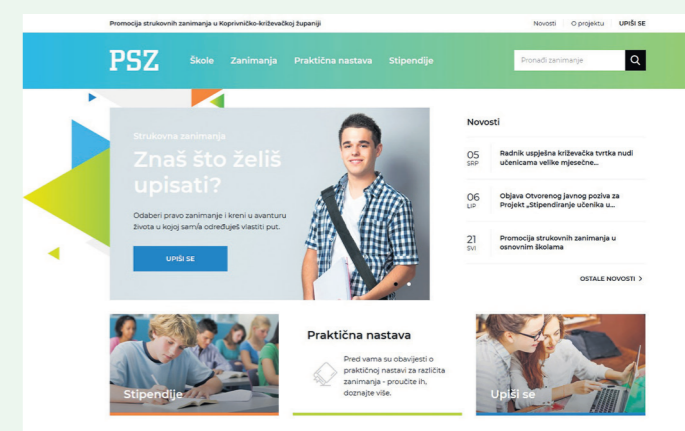 Promocija strukovnih zanimanja u Koprivničko-križevačkoj županiji
Novosti
O projektu
UPIŠI SE
PSZ
Škole
Zanimanja
Praktična nastava
Stipendije
Pronađi zanimanje
Strukovna zanimanja
Znaš što želiš
upisati?
Odaberi pravo zanimanje i kreni u avanturu
života u kojoj sam/a određuješ vlastiti put.
UPIŠI SE
Novosti
05
SRP
Radnik uspješna križevačka tvrtka nudi
učenicama velike mjesečne...
06
LIP
Objava Otvorenog javnog poziva za
Projekt „Stipendiranje učenika u...
21
SVI
Promocija strukovnih zanimanja u
osnovnim školama
OSTALE NOVOSTI >
Stipendije
Praktična nastava
Pred vama su obavijesti o
praktičnoj nastavi za različita
zanimanja - proučite ih,
doznajte više.
Upiši se